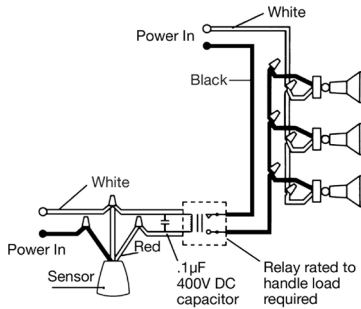 White
Power In
Black
White
Power In
Red
Sensor
.1µF
400V DC
capacitor
Relay rated to
handle load
required